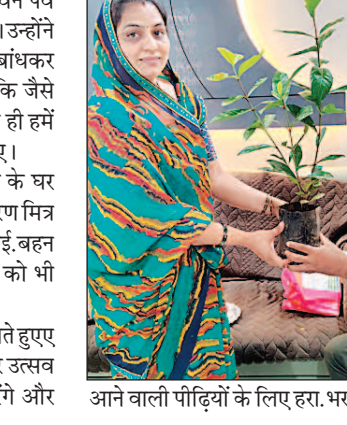 पर्व
। उन्होंने
बांधकर
कि जैसे
ही हमें
ए।
के घर
रण मित्र
ई.बहन
को भी
ते हुएए
उत्सव
गे और
आने वाली पीढ़ियों के लिए हरा. भर